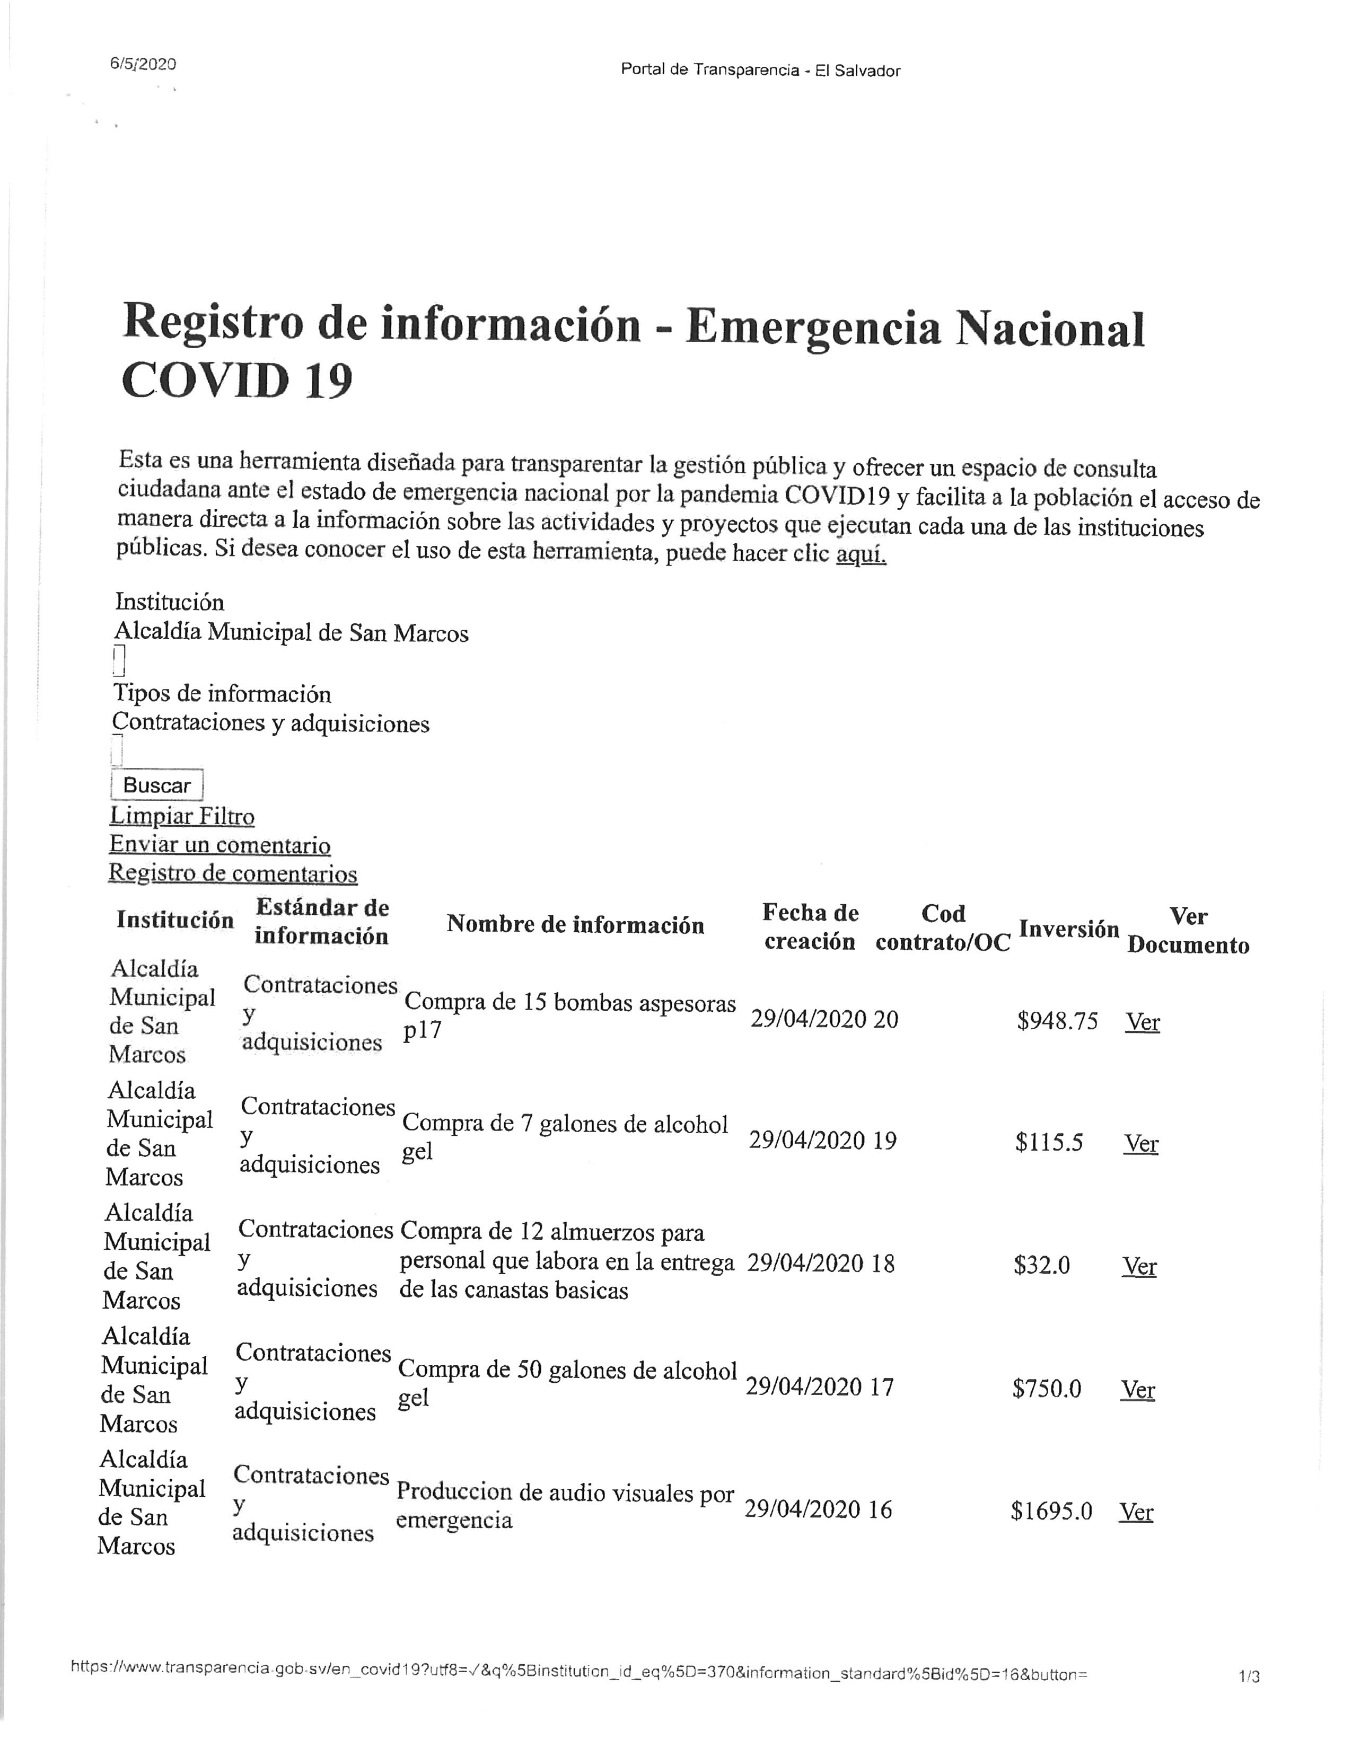 6/5/2020
Portal de Transparencia - El Salvador
Registro de información - Emergencia Nacional
COVID 19
Esta es una herramienta diseñada para transparentar la gestión pública y ofrecer un espacio de consulta
ciudadana ante el estado de emergencia nacional por la pandemia COVID19 y facilita a la población el acceso de
manera directa a la información sobre las actividades y proyectos que ejecutan cada una de las instituciones
públicas. Si desea conocer el uso de esta herramienta, puede hacer clic aquí.
Institución
Alcaldía Municipal de San Marcos
Tipos de información
Contrataciones y adquisiciones
Buscar
Limpiar Filtro
Enviar un comentario
Registro de comentarios
Institución
Estándar de
información
Nombre de información
Fecha de
creación
Cod
contrato/OC
Inversión
Ver
Documento
Alcaldía
Municipal
de San
Marcos
Contrataciones
y
adquisiciones
Compra de 15 bombas aspesoras
p17
29/04/2020 20
$948.75
Ver
Alcaldía
Municipal
de San
Marcos
Contrataciones
y
adquisiciones
Compra de 7 galones de alcohol
gel
29/04/2020 19
$115.5
Ver
Alcaldía
Municipal
de San
Marcos
Contrataciones
y
adquisiciones
Compra de 12 almuerzos para
personal que labora en la entrega
de las canastas basicas
29/04/2020 18
$32.0
Ver
Alcaldía
Municipal
de San
Marcos
Contrataciones
y
adquisiciones
Compra de 50 galones de alcohol
gel
29/04/2020 17
$750.0
Ver
Alcaldía
Municipal
de San
Marcos
Contrataciones
y
adquisiciones
Produccion de audio visuales por
emergencia
29/04/2020 16
$1695.0
Ver
https://www.transparencia.gob.sv/en_covid19?utf8=✓&q%5Binstitution_id_eq%5D=370&information_standard%5Bid%5D=16&button=
1/3